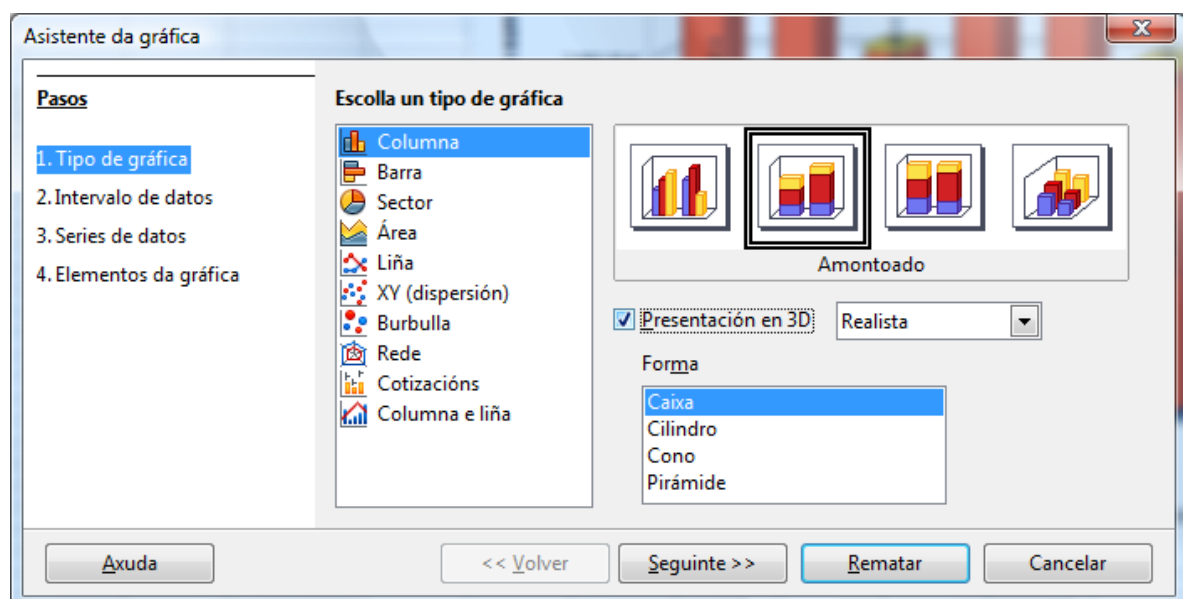 Asistente da gráfica
Pasos
1. Tipo de gráfica
2. Intervalo de datos
3. Series de datos
4. Elementos da gráfica
Escolla un tipo de gráfica
Columna
Barra
Sector
Área
Liña
XY (dispersión)
Burbulla
Rede
Cotizacións
Columna e liña
Amontoado
Presentación en 3D
Realista
Forma
Caixa
Cilindro
Cono
Pirámide
Axuda
<< Volver
Seguinte >>
Rematar
Cancelar